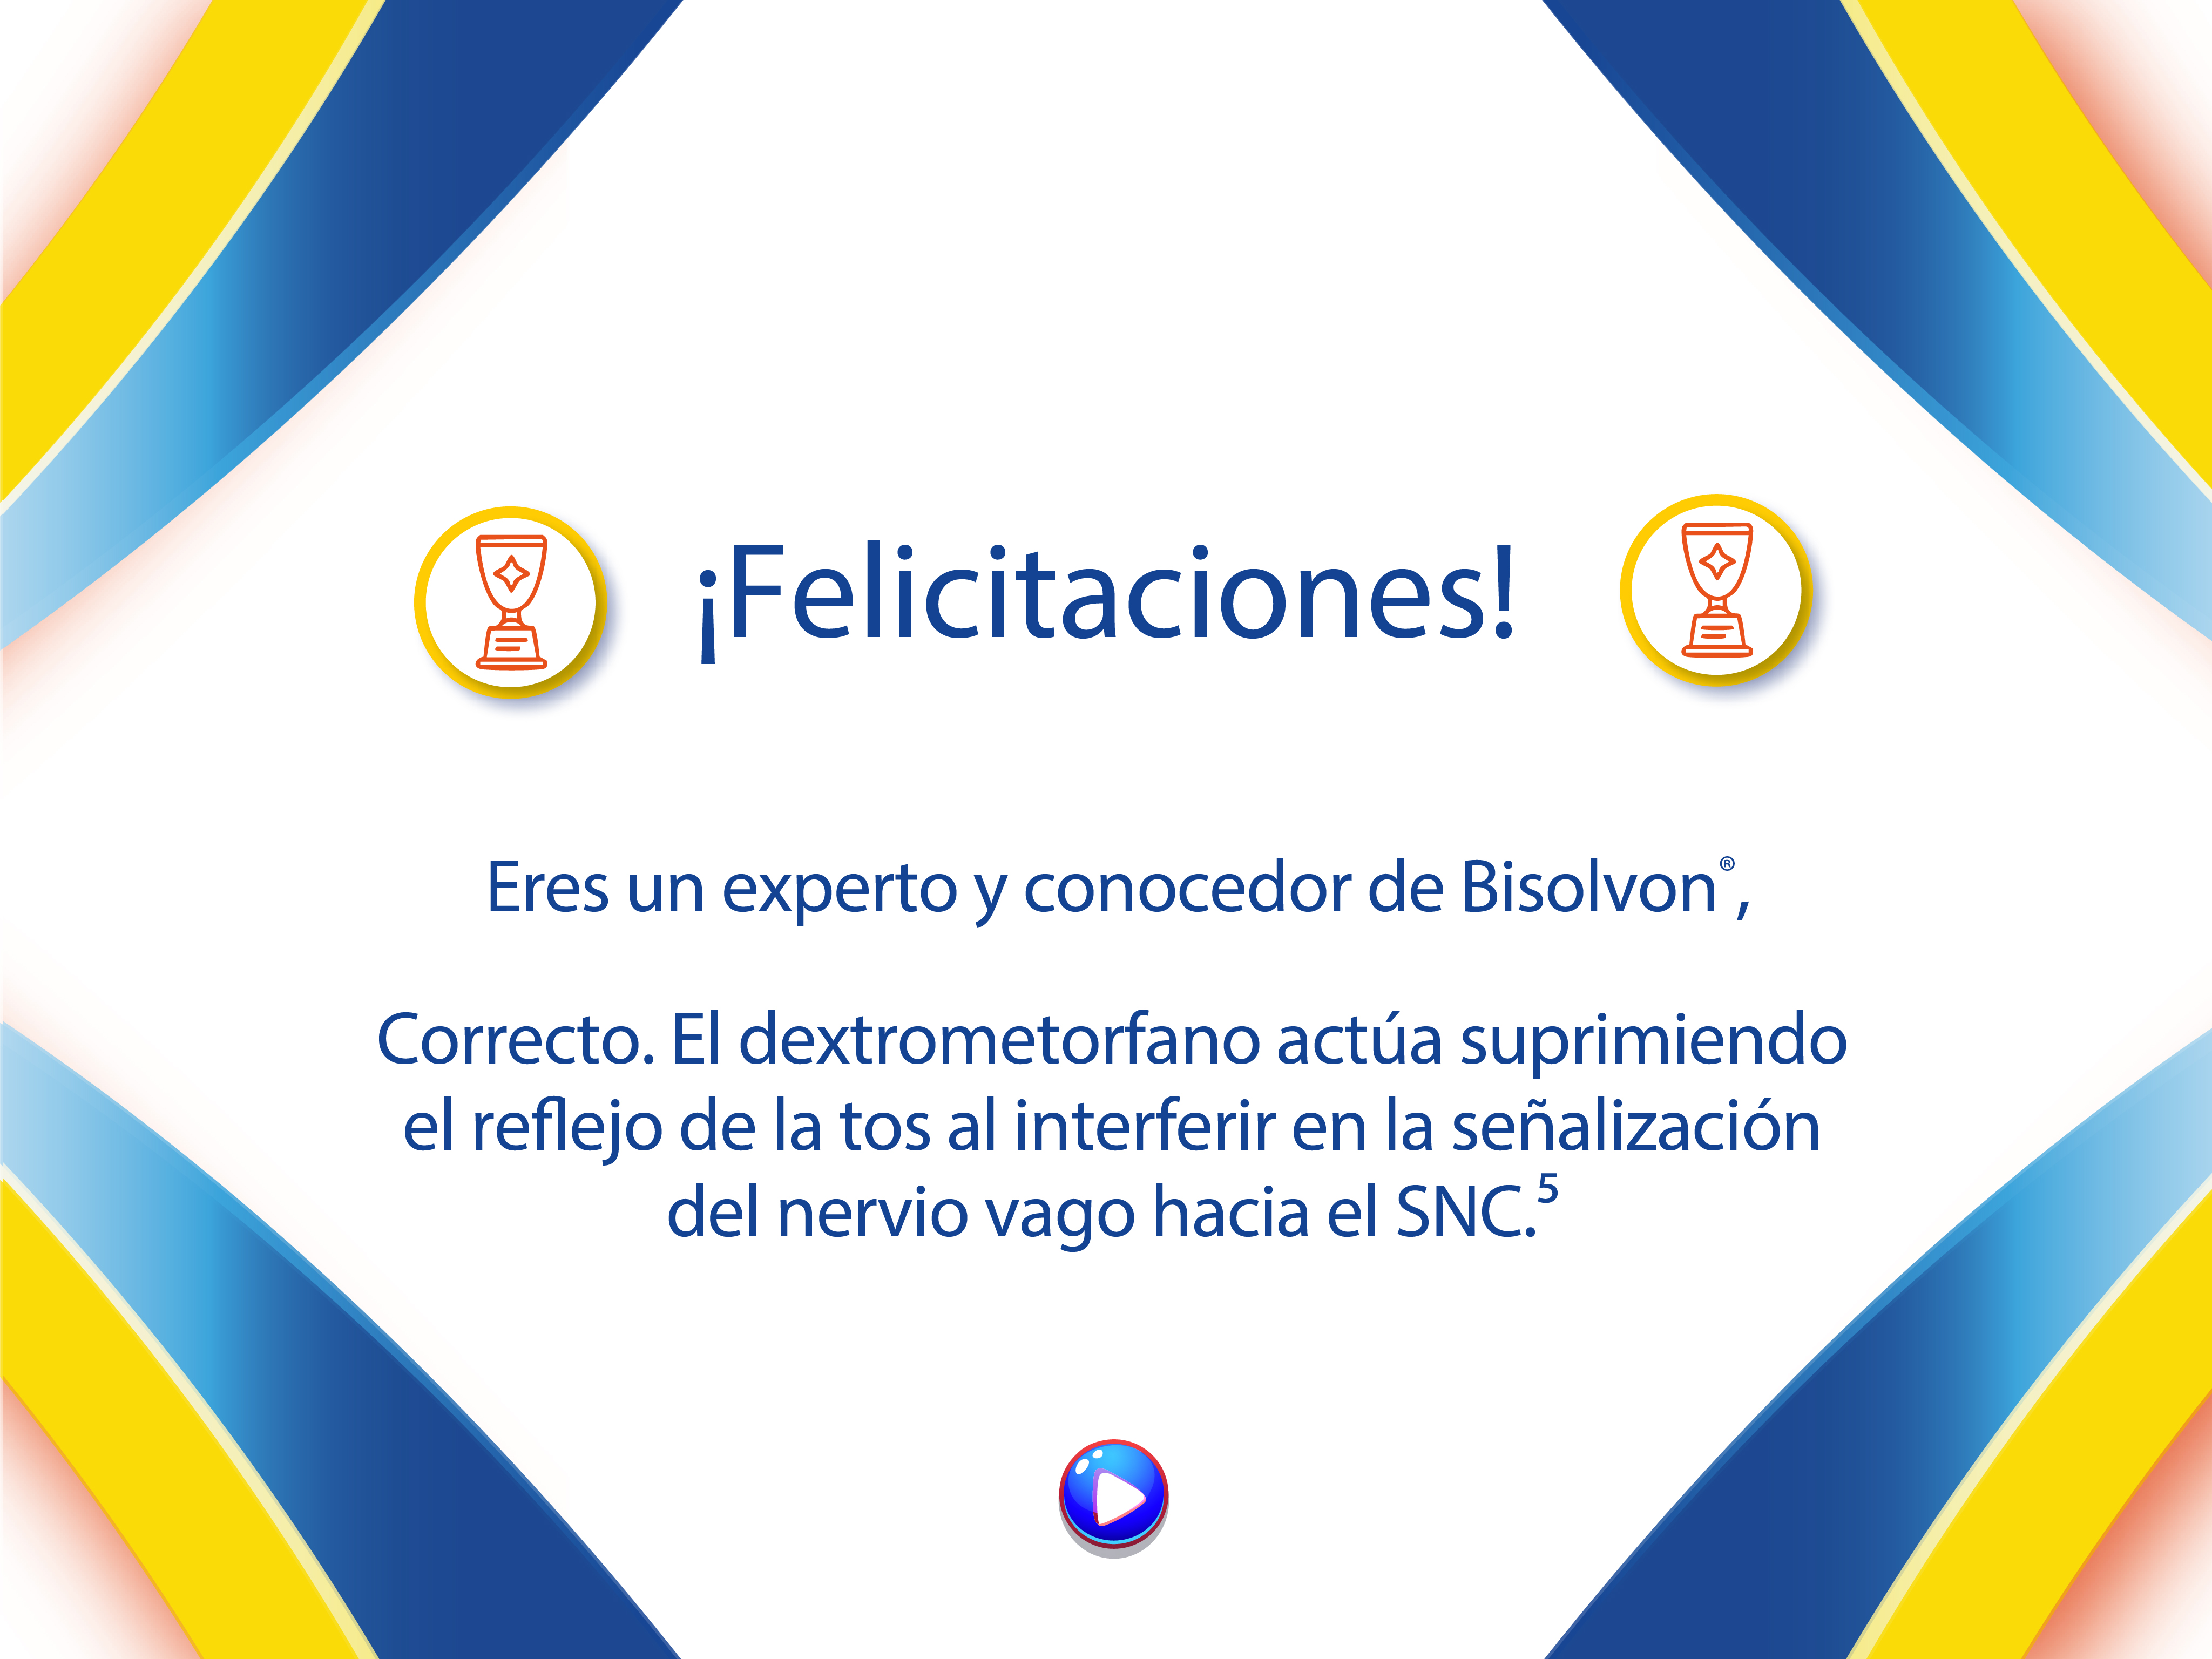 ¡Felicitaciones!
Eres un experto y conocedor de Bisolvon®,
Correcto. El dextrometorfano actúa suprimiendo
el reflejo de la tos al interferir en la señalización
del nervio vago hacia el SNC.⁵